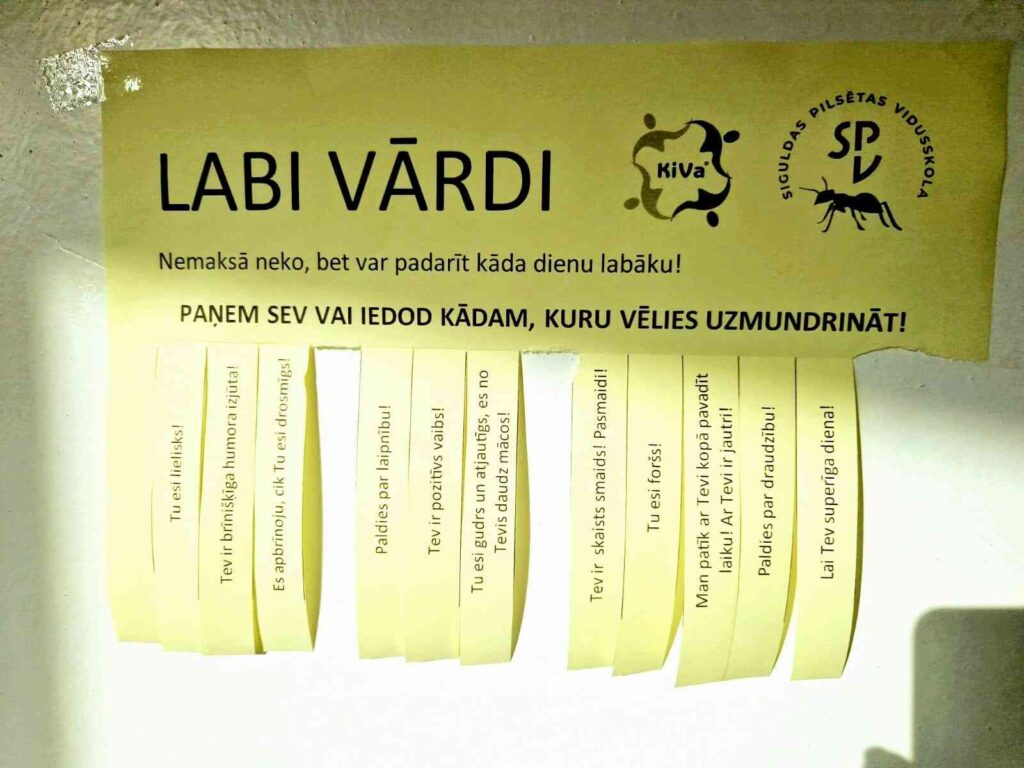 LABI VĀRDI
KiVa
SIGULDAS PILSĒTAS VIDUSSKOLA
SPV
Nemaksā neko, bet var padarīt kāda dienu labāku!
PAŅEM SEV VAI IEDOD KĀDAM, KURU VĒLIES UZMUNDRINĀT!
Tu esi lielisks!
Tev ir brīnišķīga humora izjūta!
Es apbrīnoju, cik Tu esi drosmīgs!
Paldies par laipnību!
Tev ir pozitīvs vaibs!
Tu esi gudrs un atjautīgs, es no
Tevis daudz mācos!
Tev ir skaists smaids! Pasmaidi!
Tu esi foršs!
Man patīk ar Tevi kopā pavadīt
laiku! Ar Tevi ir jautri!
Paldies par draudzību!
Lai Tev superīga diena!